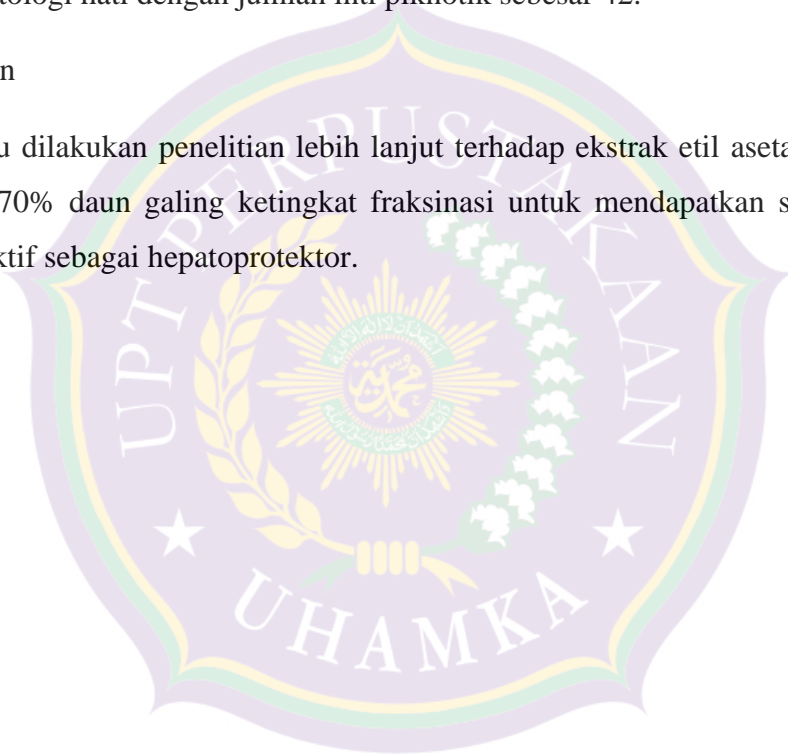 tologi hati dengan jumlah inti piknotik sebesar 42.
n
u dilakukan penelitian lebih lanjut terhadap ekstrak etil aseta
70% daun galing ketingkat fraksinasi untuk mendapatkan s
ktif sebagai hepatoprotektor.
UPT PERPUSTAKAAN
UHAMKA